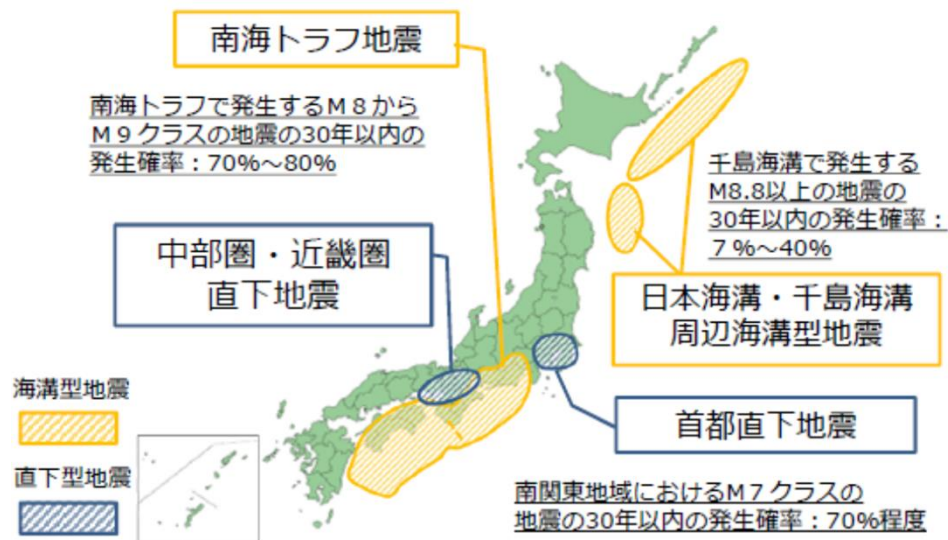 南海トラフ地震
南海トラフで発生するM8から
M9クラスの地震の30年以内の
発生確率：70%～80%
千島海溝で発生する
M8.8以上の地震の
30年以内の発生確率：
7%～40%
中部圏・近畿圏
直下地震
日本海溝・千島海溝
周辺海溝型地震
海溝型地震
直下型地震
首都直下地震
南関東地域におけるM7クラスの
地震の30年以内の発生確率：70%程度